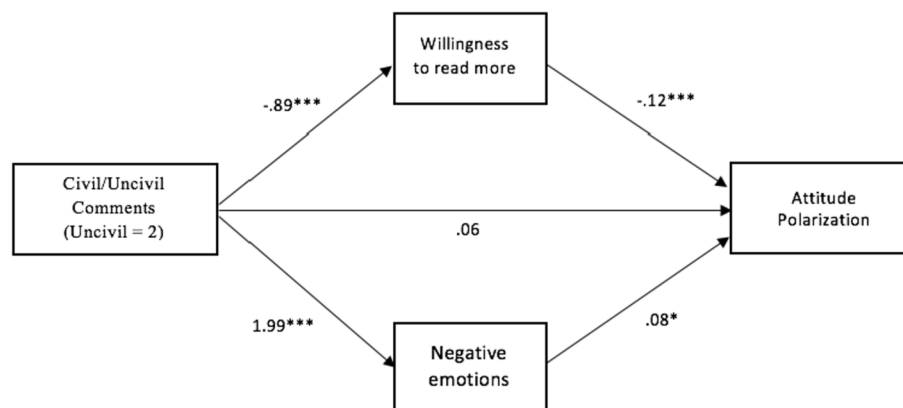 Willingness
to read more
-.89***
-.12***
Civil/Uncivil
Comments
(Uncivil = 2)
Attitude
Polarization
.06
1.99***
.08*
Negative
emotions